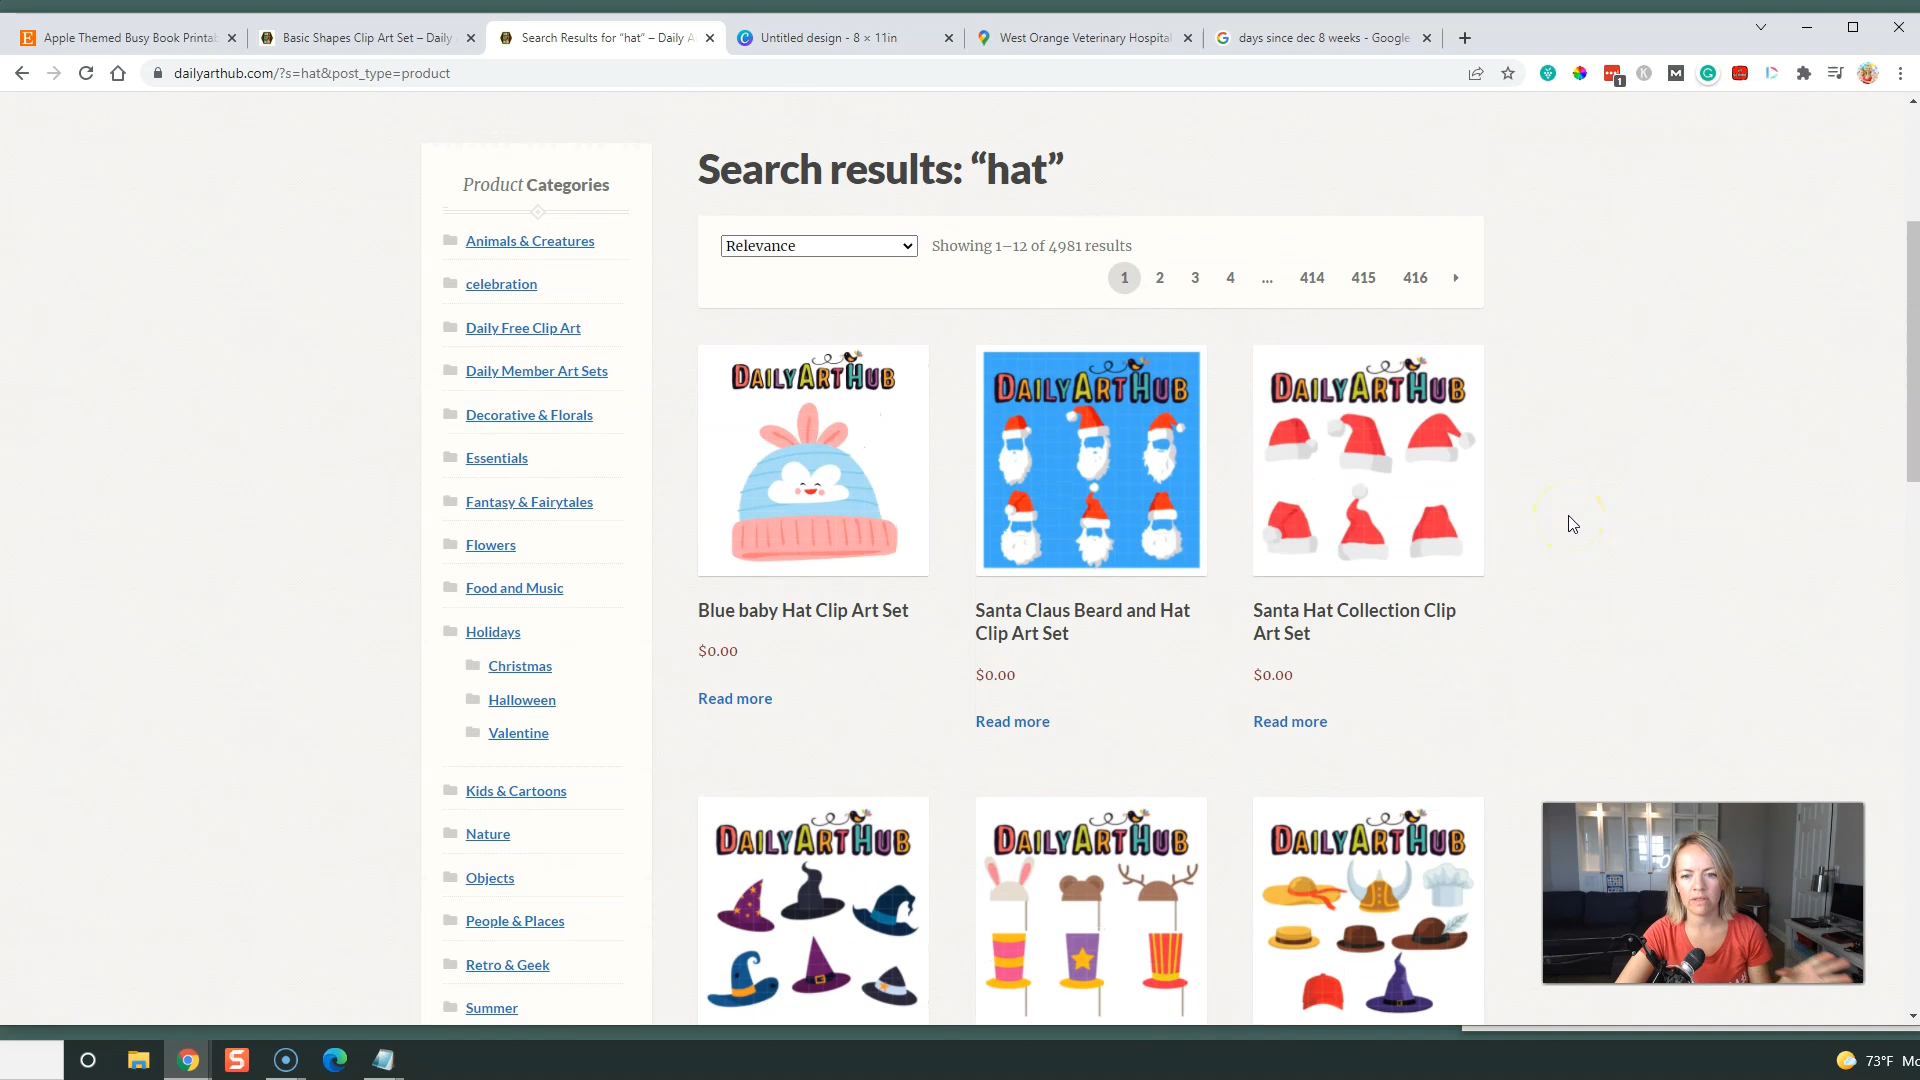 Apple Themed Busy Book Printab
Basic Shapes Clip Art Set – Daily
Search Results for “hat” – Daily A
Untitled design - 8 × 11in
West Orange Veterinary Hospital
days since dec 8 weeks - Google
dailyarthub.com/?s=hat&post_type=product
1
Product Categories
Animals & Creatures
celebration
Daily Free Clip Art
Daily Member Art Sets
Decorative & Florals
Essentials
Fantasy & Fairytales
Flowers
Food and Music
Holidays
Christmas
Halloween
Valentine
Kids & Cartoons
Nature
Objects
People & Places
Retro & Geek
Summer
Search results: “hat”
Relevance
Showing 1–12 of 4981 results
1 2 3 4 ... 414 415 416
DAILYARTHUB
DAILYARTHUB
DAILYARTHUB
Blue baby Hat Clip Art Set
$0.00
Read more
Santa Claus Beard and Hat
Clip Art Set
$0.00
Read more
Santa Hat Collection Clip
Art Set
$0.00
Read more
DAILYARTHUB
DAILYARTHUB
DAILYARTHUB
73°F Mo